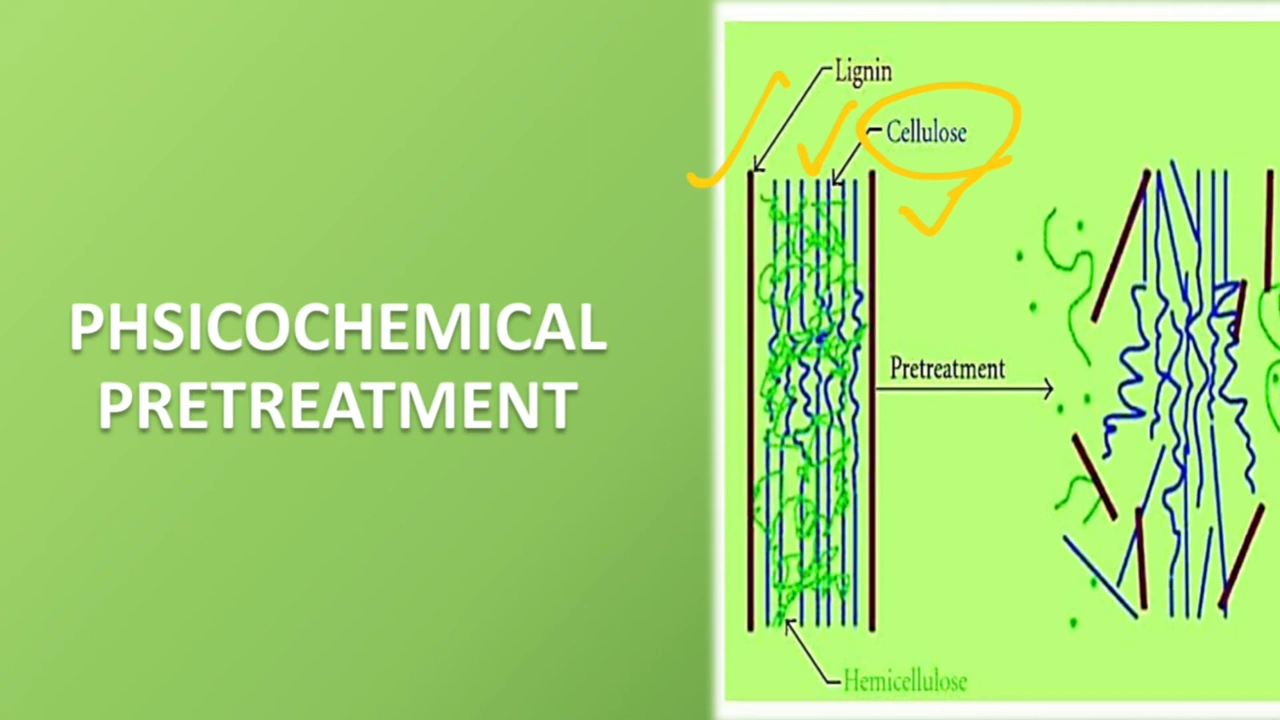 PHSICOCHEMICAL
PRETREATMENT
Lignin
Cellulose
Pretreatment
Hemicellulose